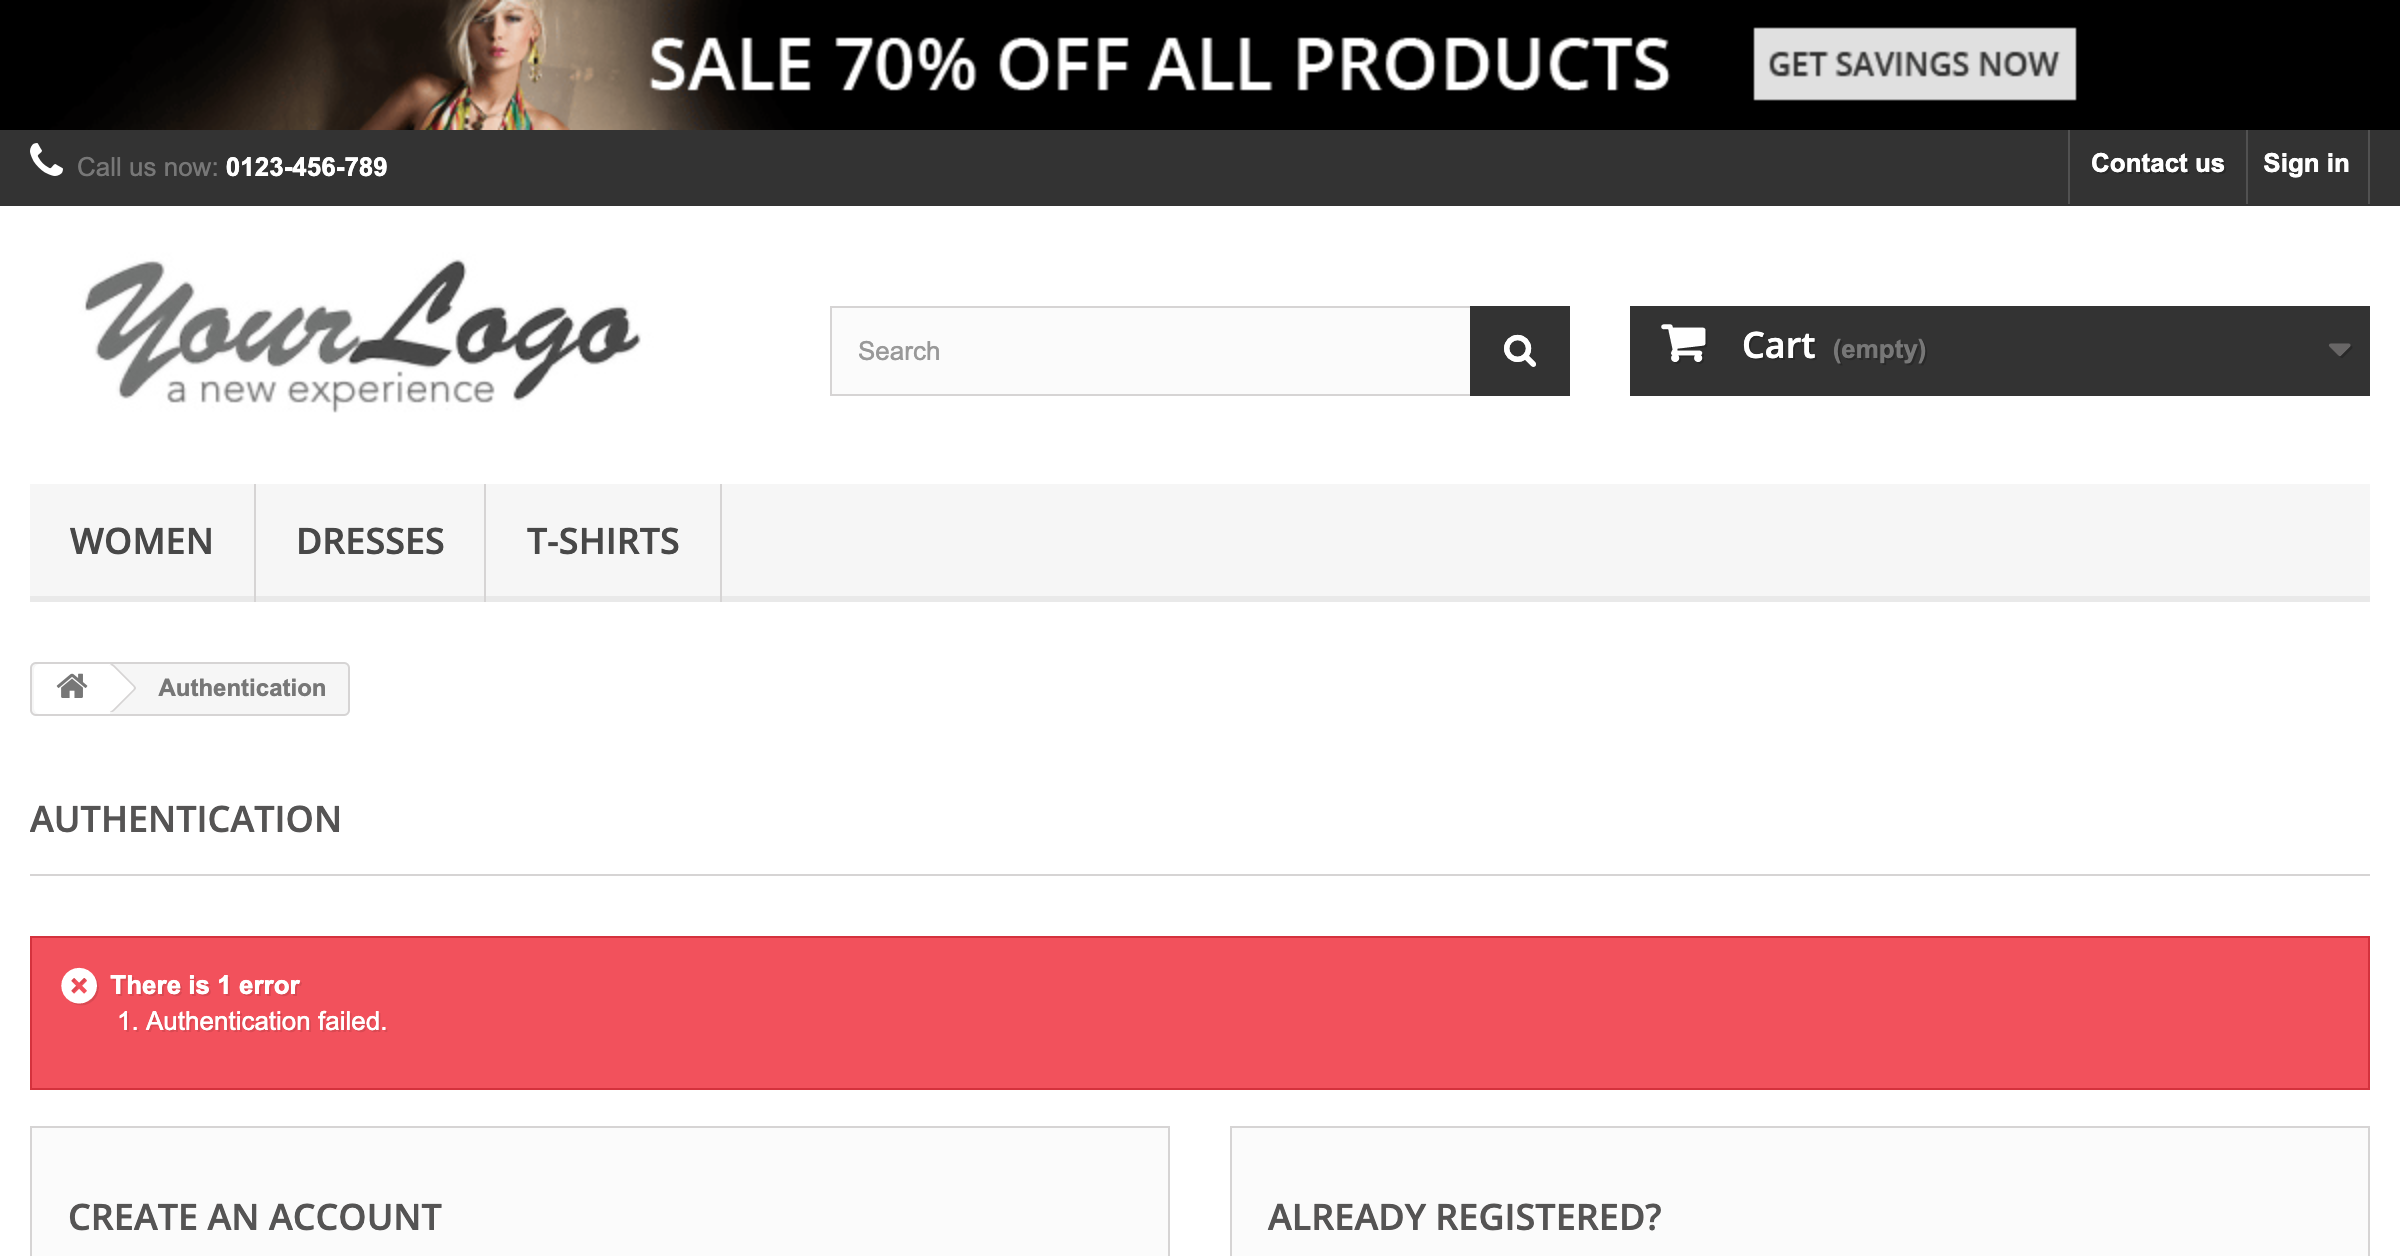 SALE 70% OFF ALL PRODUCTS
GET SAVINGS NOW
Call us now: 0123-456-789
Contact us
Sign in
YourLogo
a new experience
Search
Cart (empty)
WOMEN
DRESSES
T-SHIRTS
Authentication
AUTHENTICATION
There is 1 error
1. Authentication failed.
CREATE AN ACCOUNT
ALREADY REGISTERED?